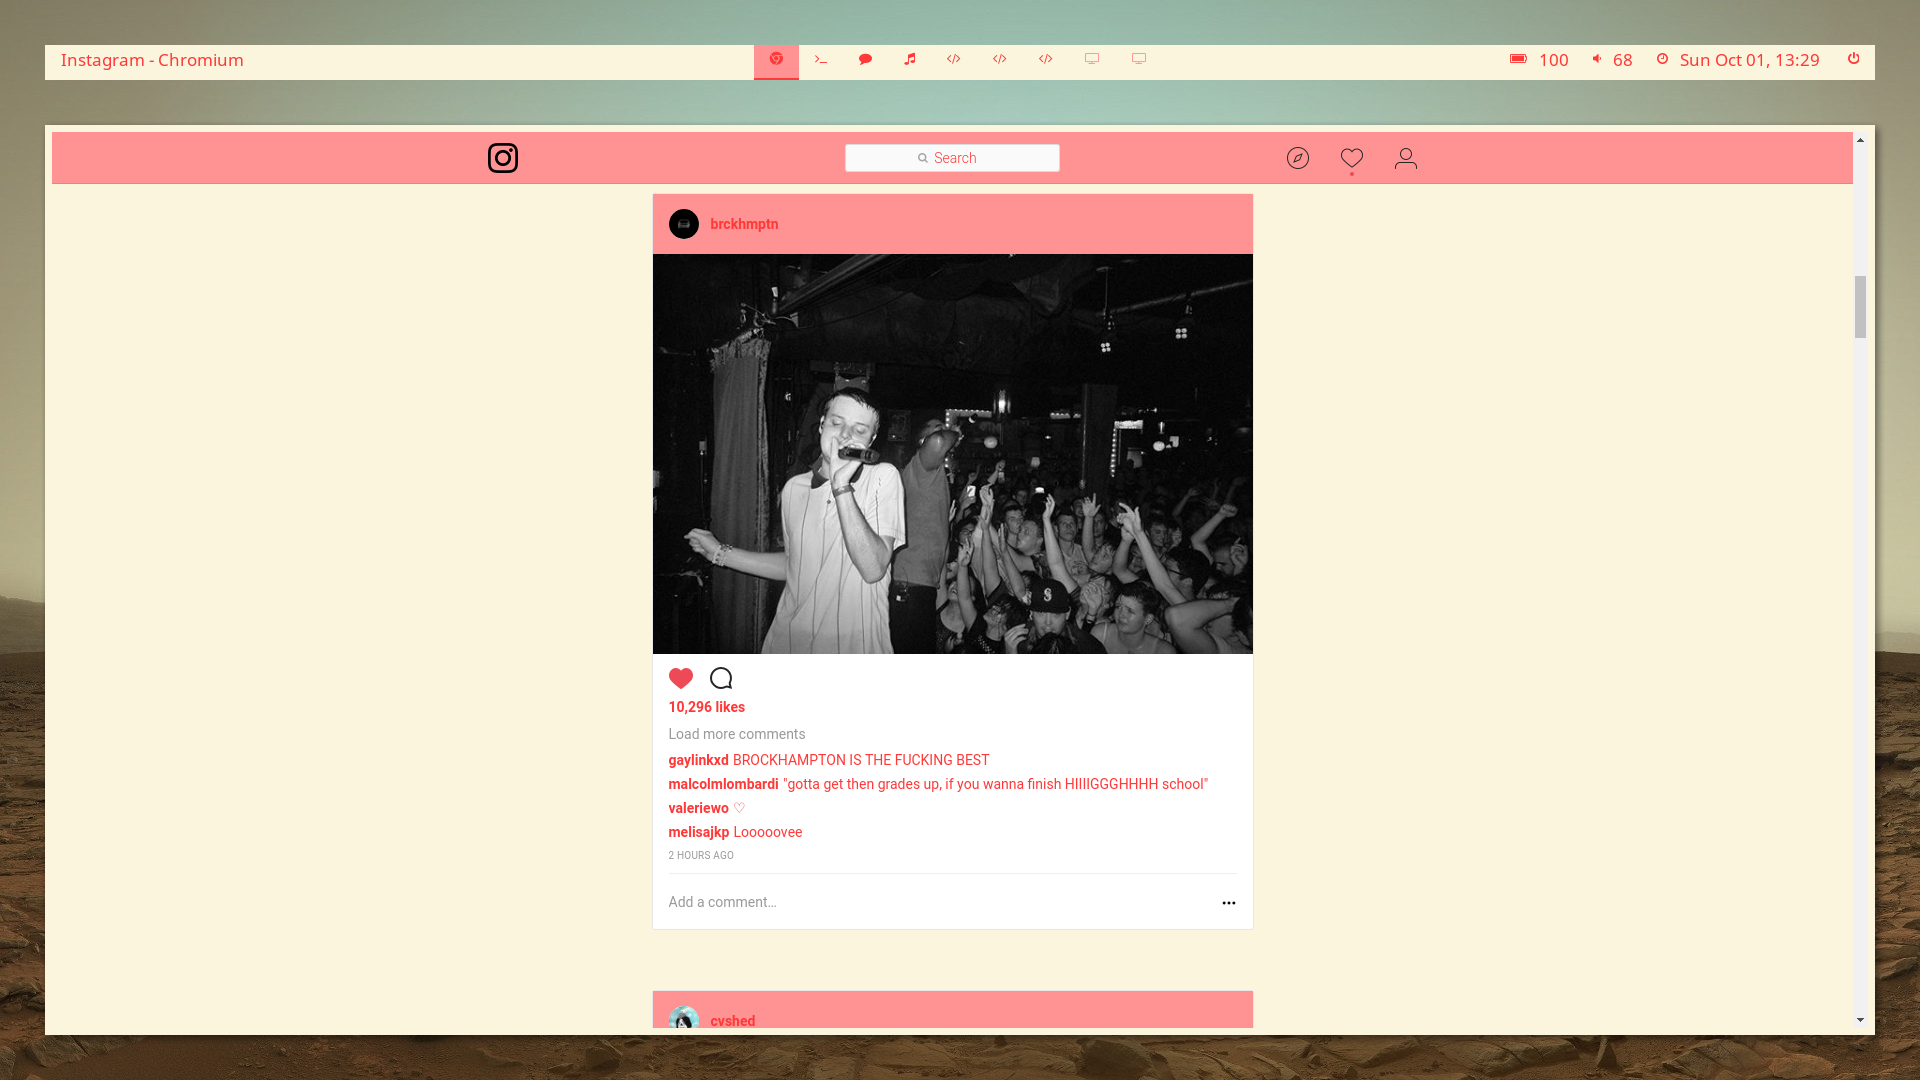 Instagram - Chromium
100
68
Sun Oct 01, 13:29
Search
brckhmptn
10,296 likes
Load more comments
gaylinkxd BROCKHAMPTON IS THE FUCKING BEST
malcolmlombardi "gotta get then grades up, if you wanna finish HIIIIGGGHHHH school"
valeriewo ♡
melisajkp Looooovee
2 HOURS AGO
Add a comment...
cvshed